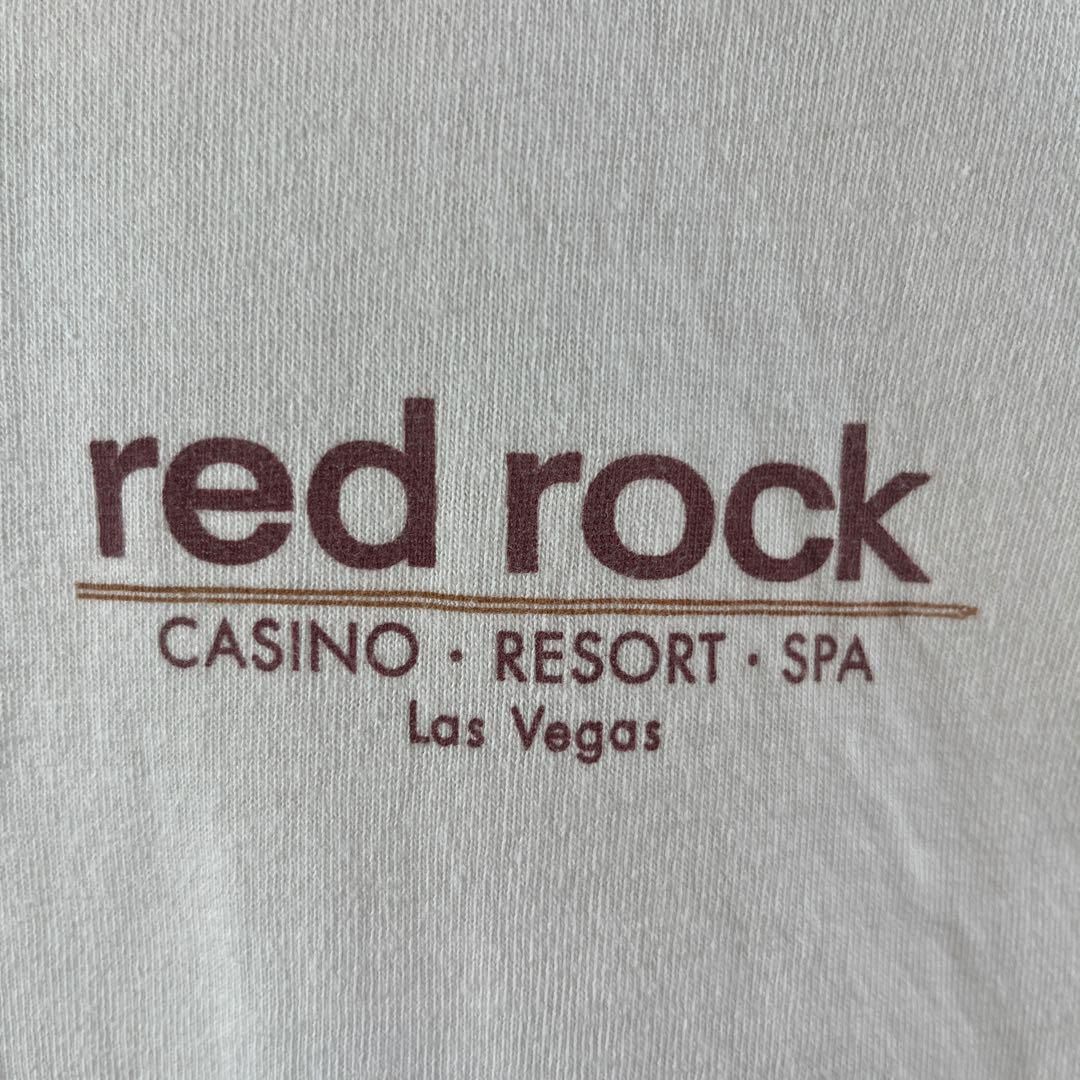 red rock
CASINO · RESORT · SPA
Las Vegas